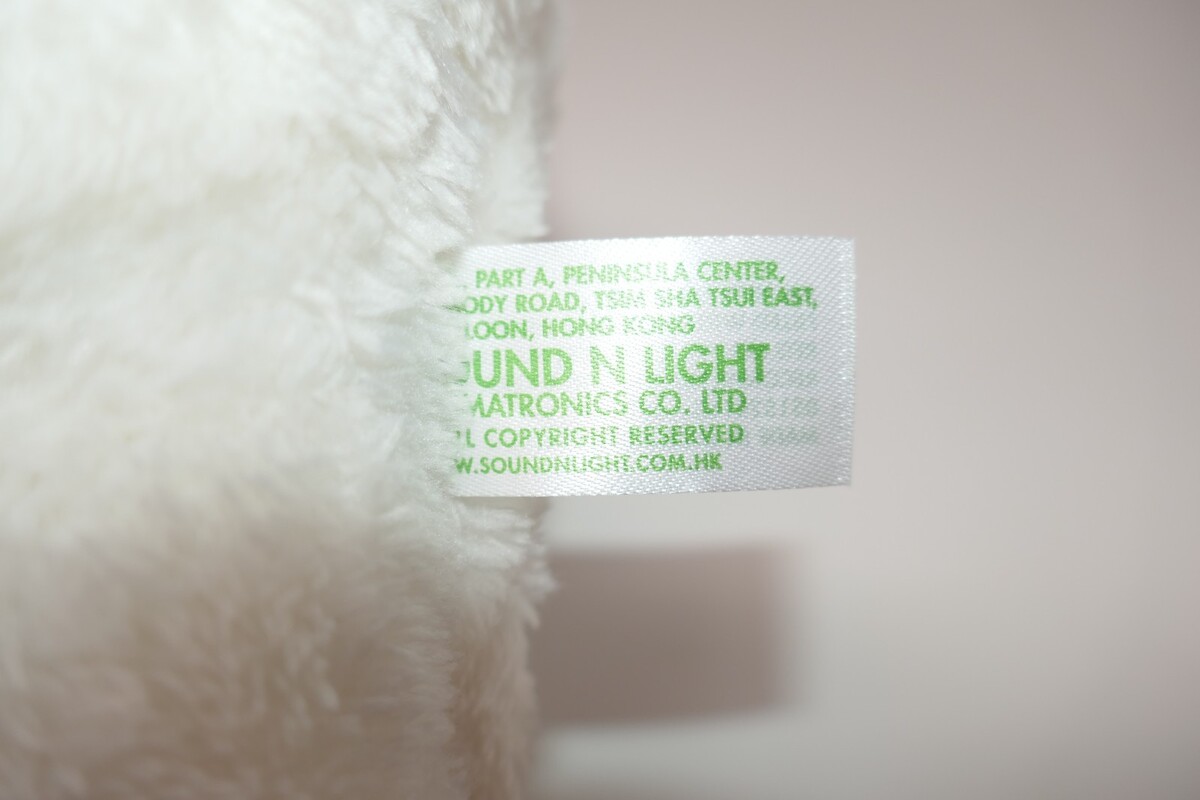 PART A, PENINSULA CENTER,
ODY ROAD, TSIM SHA TSUI EAST,
LOON, HONG KONG
OUND N LIGHT
MATRONICS CO. LTD
'L COPYRIGHT RESERVED
W.SOUNDNLIGHT.COM.HK